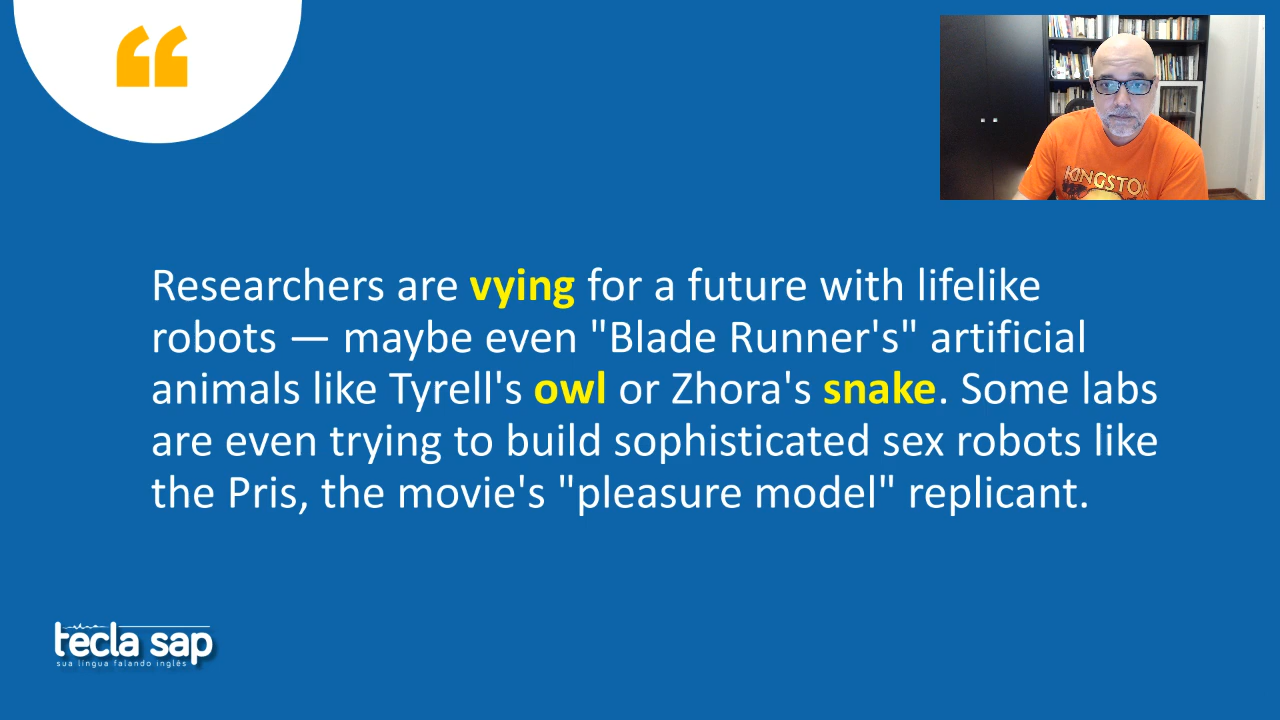 “
KINGSTON
Researchers are vying for a future with lifelike
robots — maybe even "Blade Runner's" artificial
animals like Tyrell's owl or Zhora's snake. Some labs
are even trying to build sophisticated sex robots like
the Pris, the movie's "pleasure model" replicant.
tecla sap
sua língua falando inglês